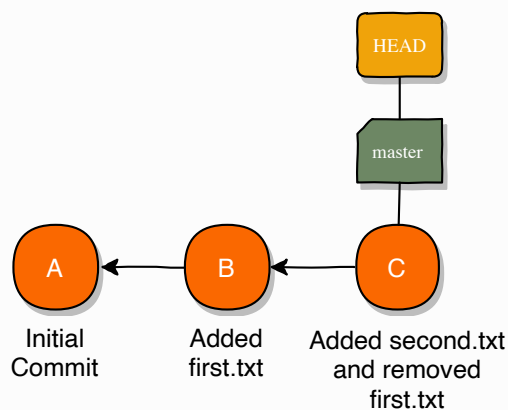 HEAD
master
A
B
C
Initial
Commit
Added
first.txt
Added second.txt
and removed
first.txt